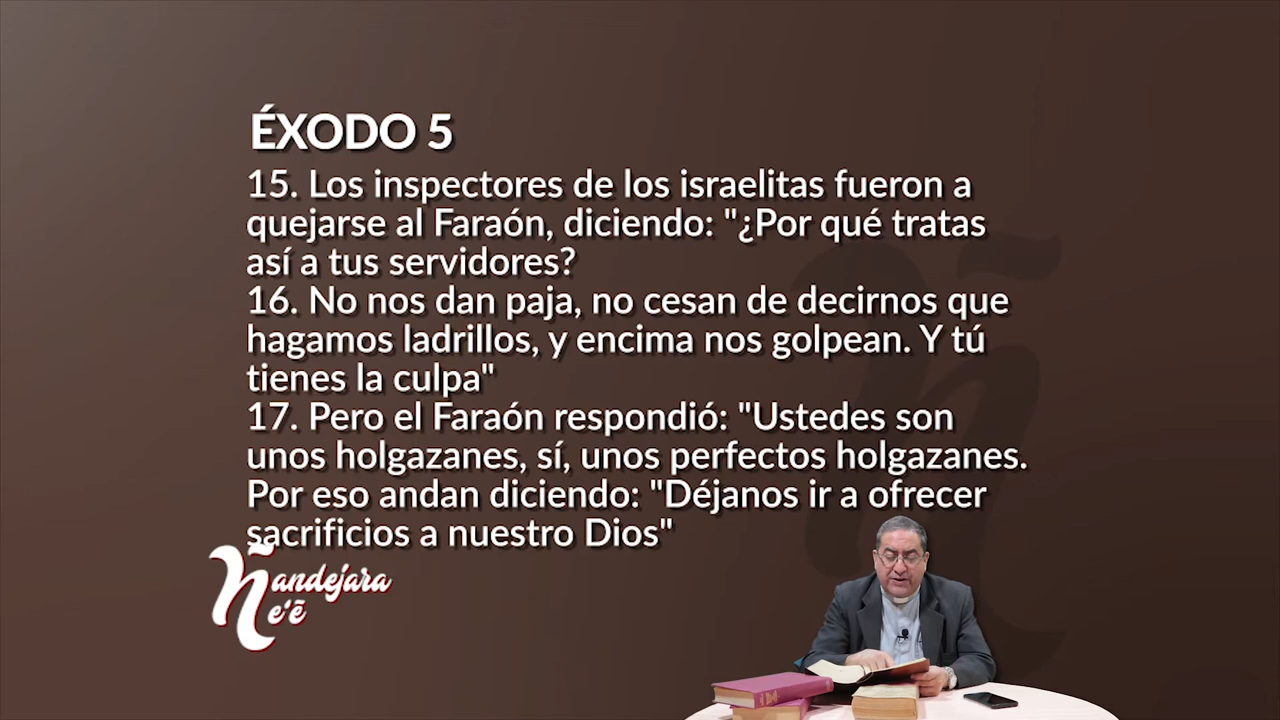 ÉXODO 5
15. Los inspectores de los israelitas fueron a
quejarse al Faraón, diciendo: "¿Por qué tratas
así a tus servidores?
16. No nos dan paja, no cesan de decirnos que
hagamos ladrillos, y encima nos golpean. Y tú
tienes la culpa"
17. Pero el Faraón respondió: "Ustedes son
unos holgazanes, sí, unos perfectos holgazanes.
Por eso andan diciendo: "Déjanos ir a ofrecer
sacrificios a nuestro Dios"
Ñandejara
Ñe'ẽ